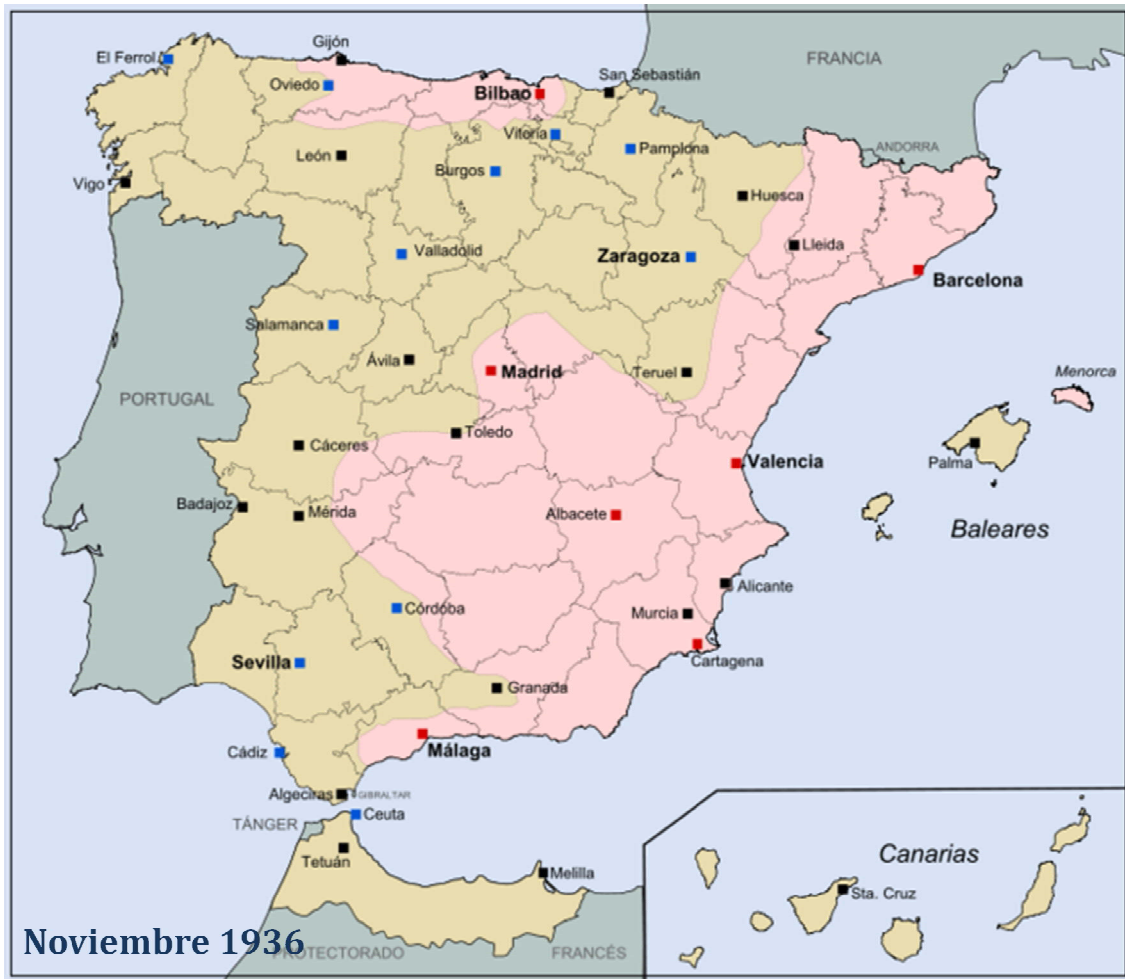 Gijón
El Ferrol
FRANCIA
San Sebastián
Oviedo
Bilbao
Vitoria
Pamplona
ANDORRA
León
Burgos
Vigo
Huesca
Valladolid
Zaragoza
Lleida
Barcelona
Salamanca
Ávila
Madrid
Teruel
Menorca
PORTUGAL
Toledo
Cáceres
Valencia
Palma
Badajoz
Mérida
Albacete
Baleares
Alicante
Córdoba
Murcia
Sevilla
Cartagena
Granada
Cádiz
Málaga
Algeciras
GIBRALTAR
Ceuta
TÁNGER
Tetuán
Melilla
Canarias
Sta. Cruz
Noviembre 1936
PROTECTORADO FRANCÉS